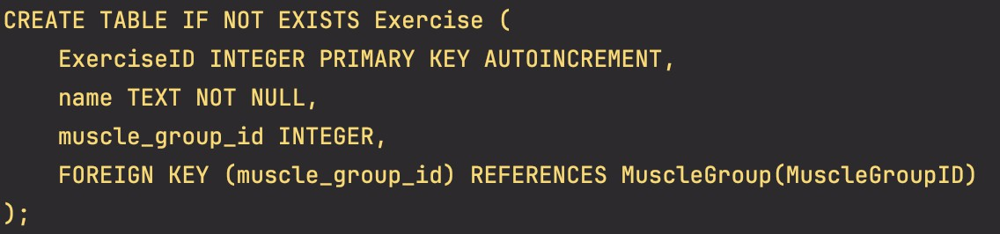 CREATE TABLE IF NOT EXISTS Exercise (
    ExerciseID INTEGER PRIMARY KEY AUTOINCREMENT,
    name TEXT NOT NULL,
    muscle_group_id INTEGER,
    FOREIGN KEY (muscle_group_id) REFERENCES MuscleGroup(MuscleGroupID)
);